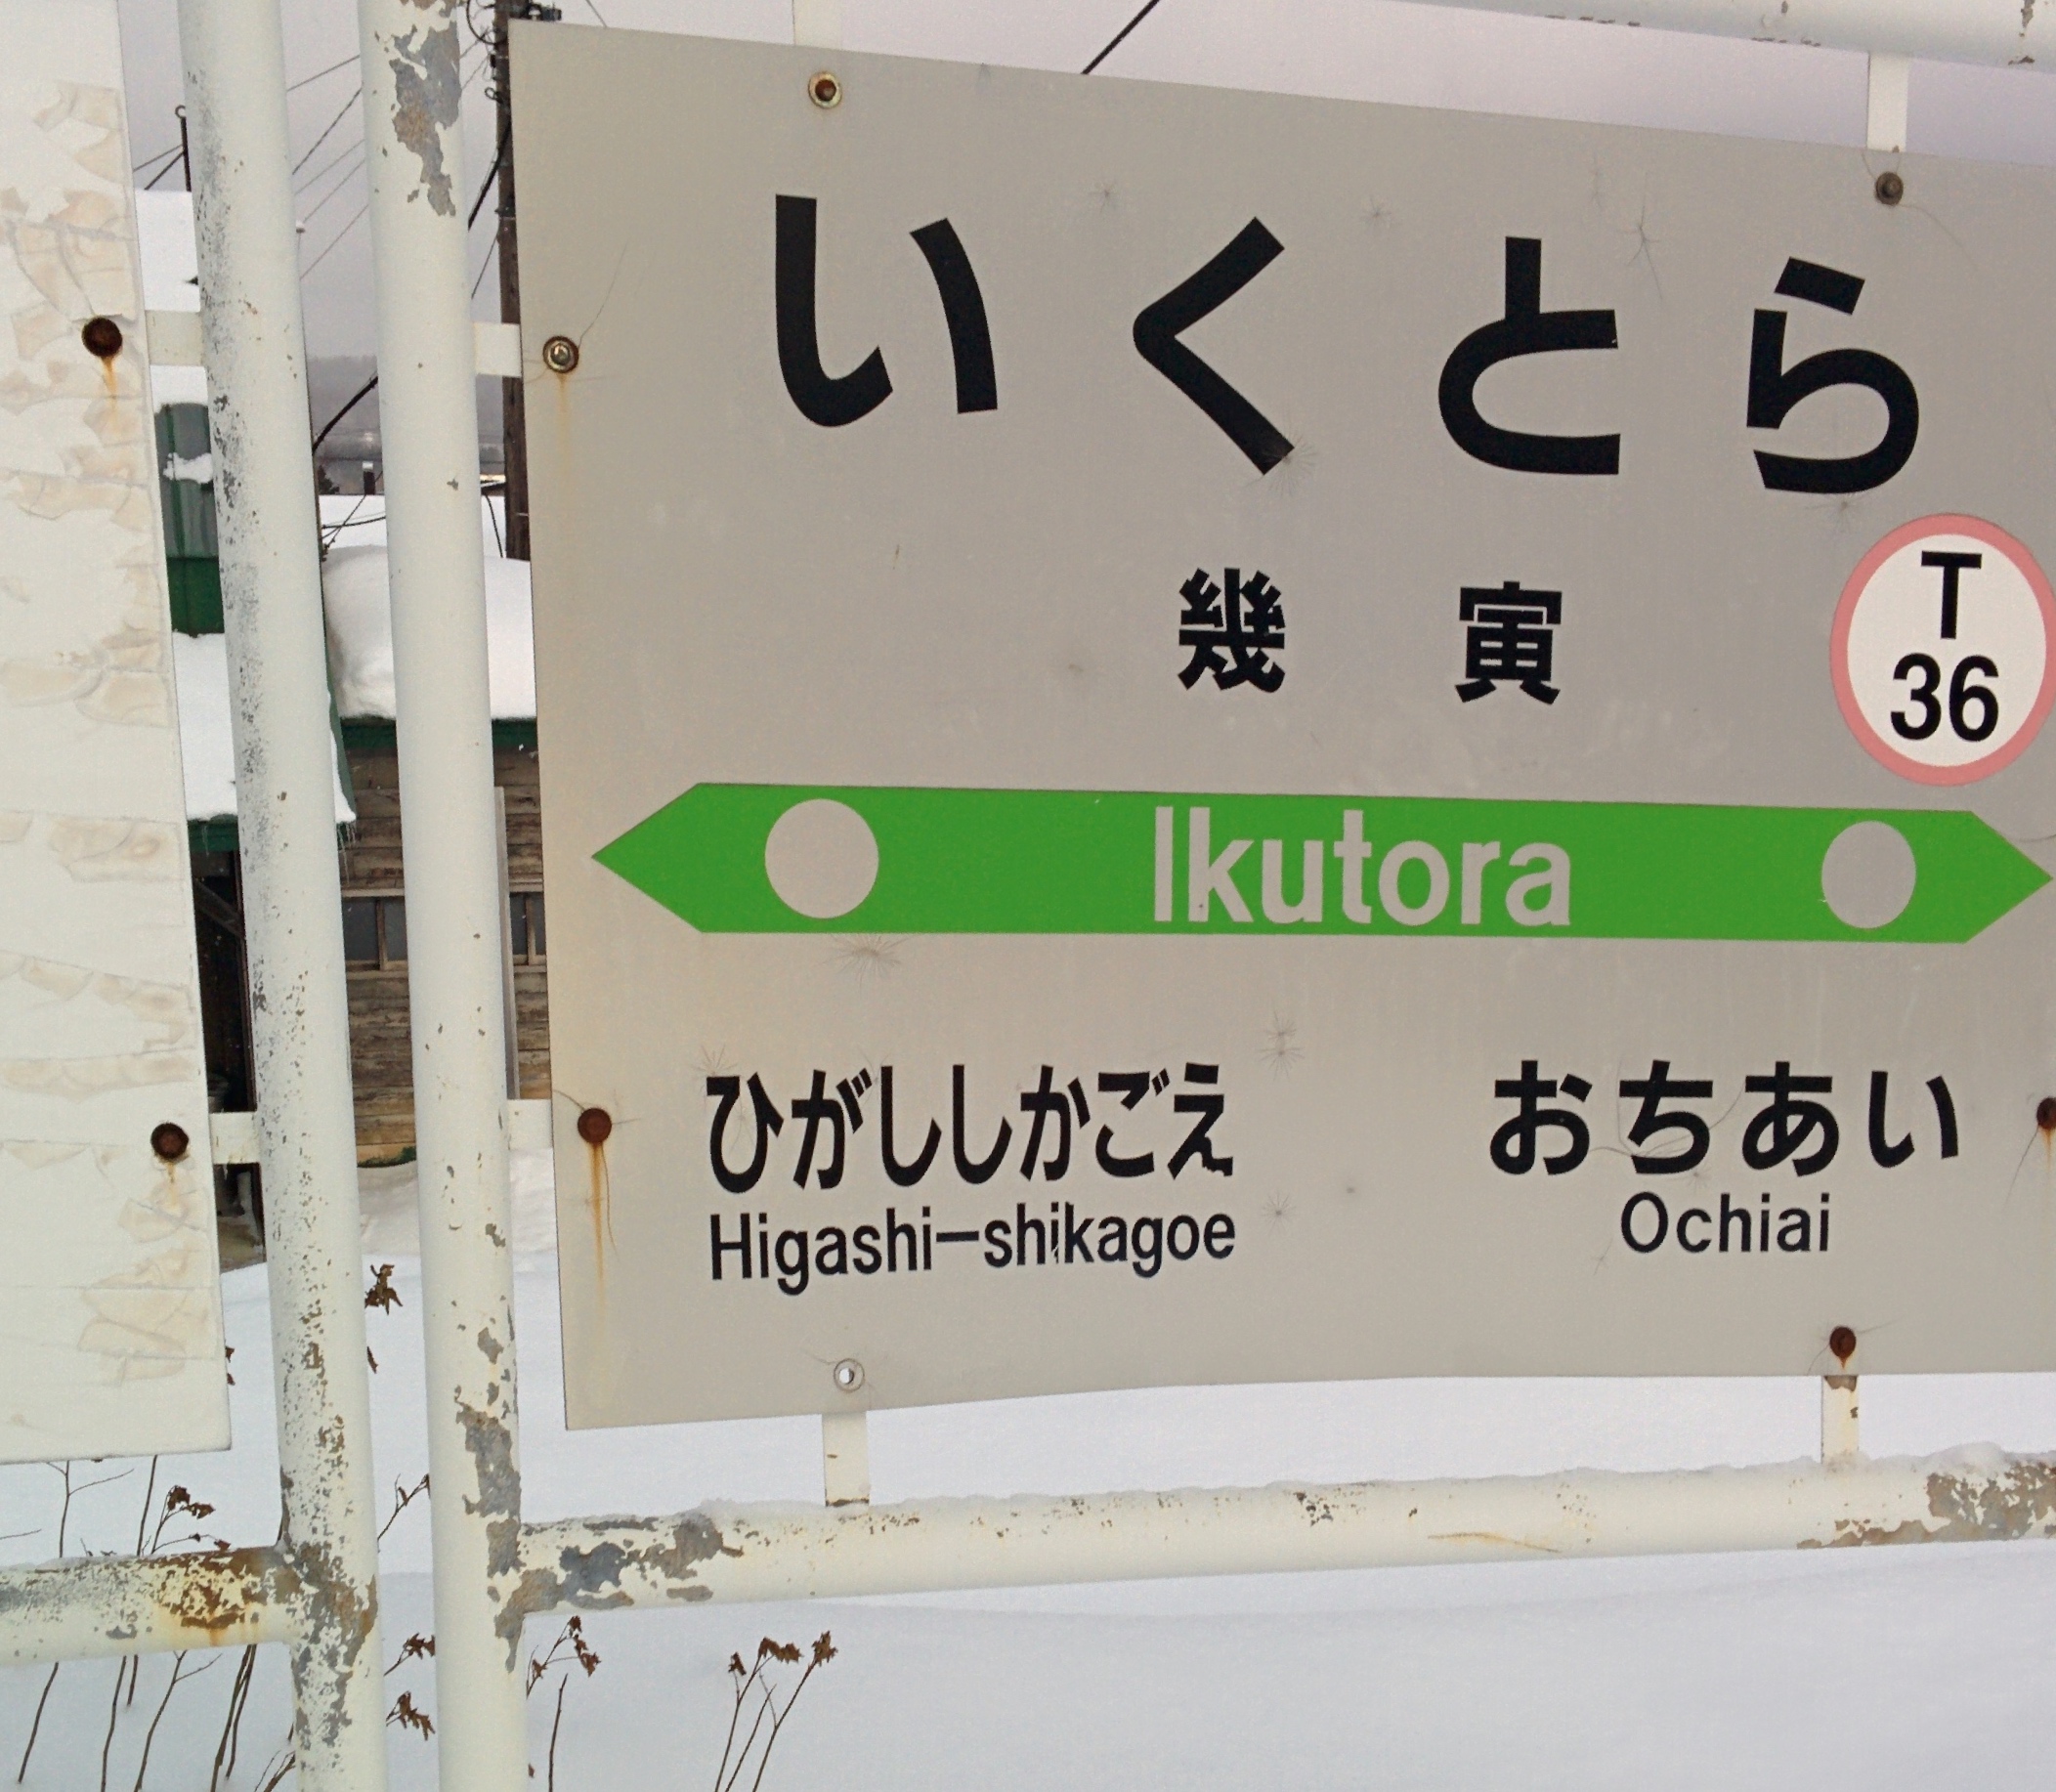 いくとら
幾寅
T
36
Ikutora
ひがししかごえ おちあい
Higashi-shikagoe Ochiai